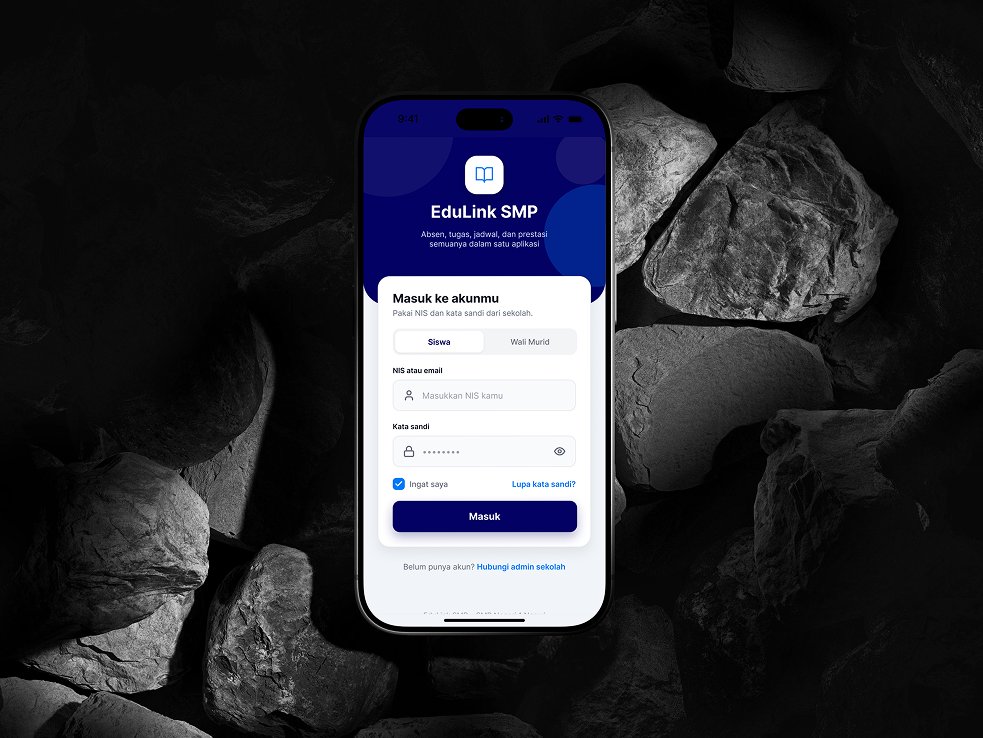 9:41
EduLink SMP
Absen, tugas, jadwal, dan prestasi
semuanya dalam satu aplikasi
Masuk ke akunmu
Pakai NIS dan kata sandi dari sekolah.
Siswa
Wali Murid
NIS atau email
Masukkan NIS kamu
Kata sandi
Ingat saya
Lupa kata sandi?
Masuk
Belum punya akun? Hubungi admin sekolah